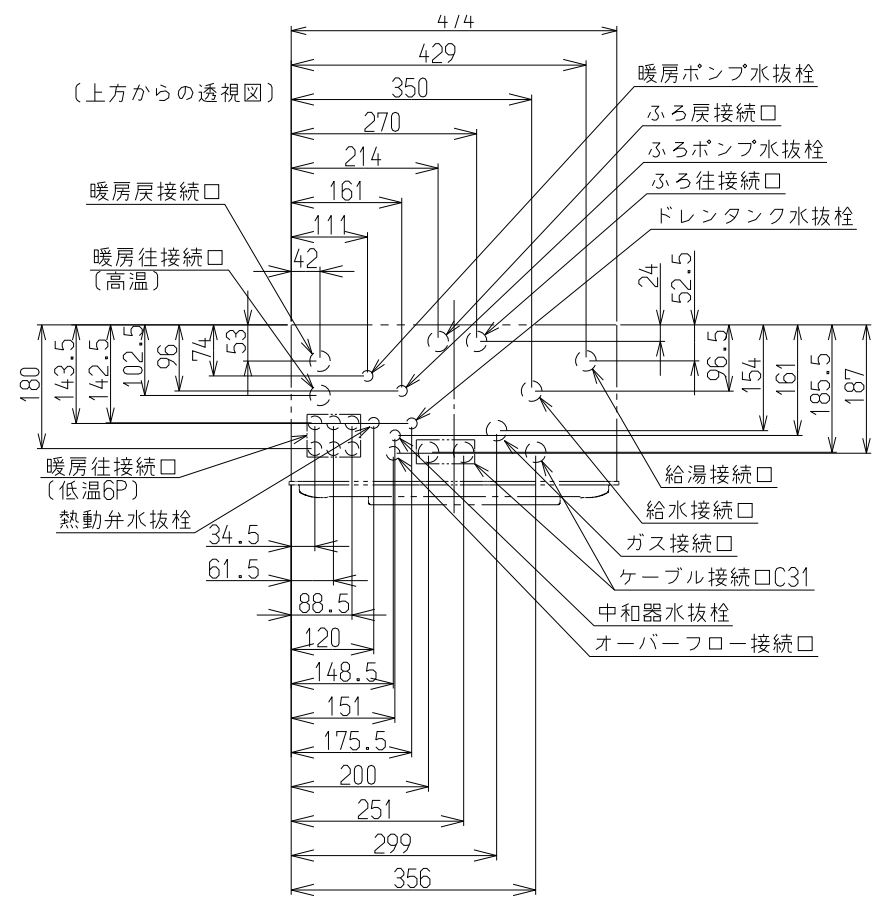 474
429
350
270
214
161
111
42
〔上方からの透視図〕
暖房ポンプ水抜栓
ふろ戻接続口
ふろポンプ水抜栓
ふろ往接続口
ドレンタンク水抜栓
暖房戻接続口
暖房往接続口
〔高温〕
24
52.5
180
143.5
142.5
102.5
96
74
53
96.5
154
161
185.5
187
暖房往接続口
〔低温6P〕
熱動弁水抜栓
給湯接続口
給水接続口
ガス接続口
ケーブル接続口C31
中和器水抜栓
オーバーフロー接続口
34.5
61.5
88.5
120
148.5
151
175.5
200
251
299
356